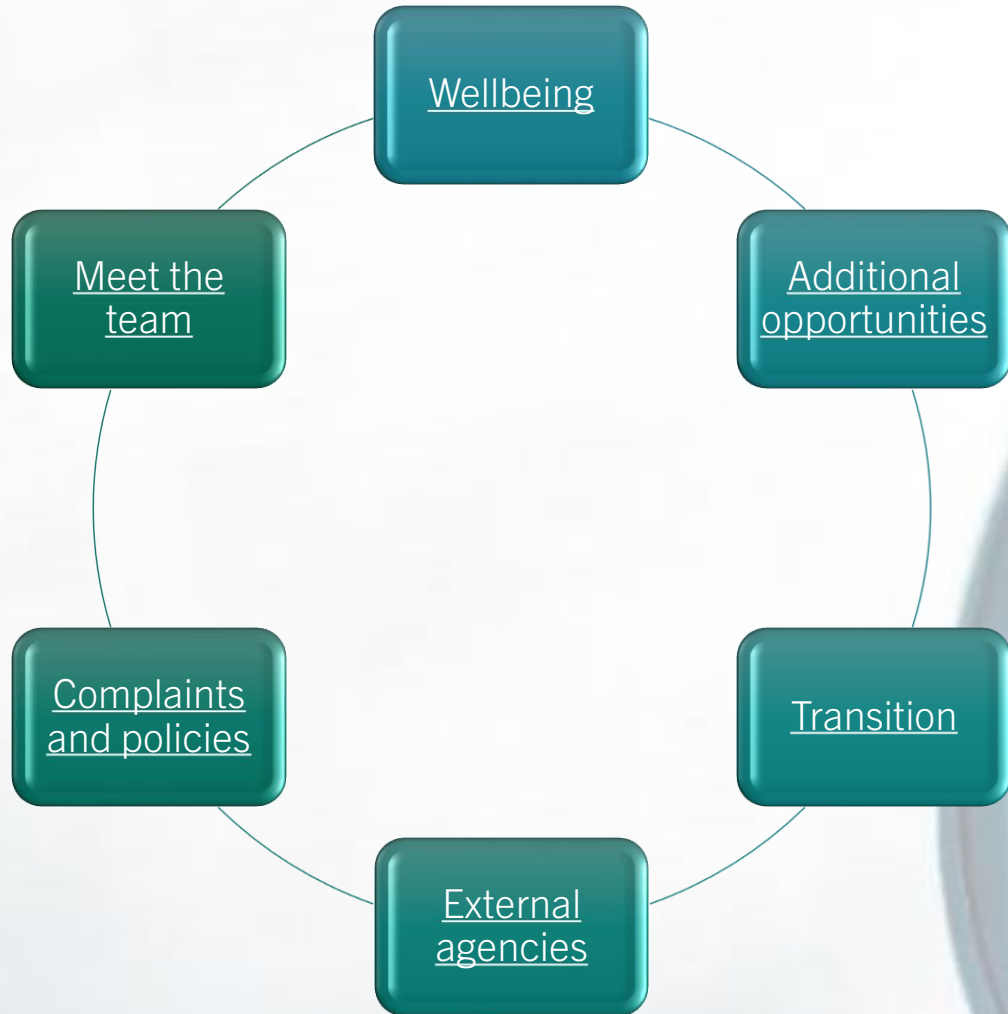 Wellbeing
Additional
opportunities
Transition
External
agencies
Complaints
and policies
Meet the
team